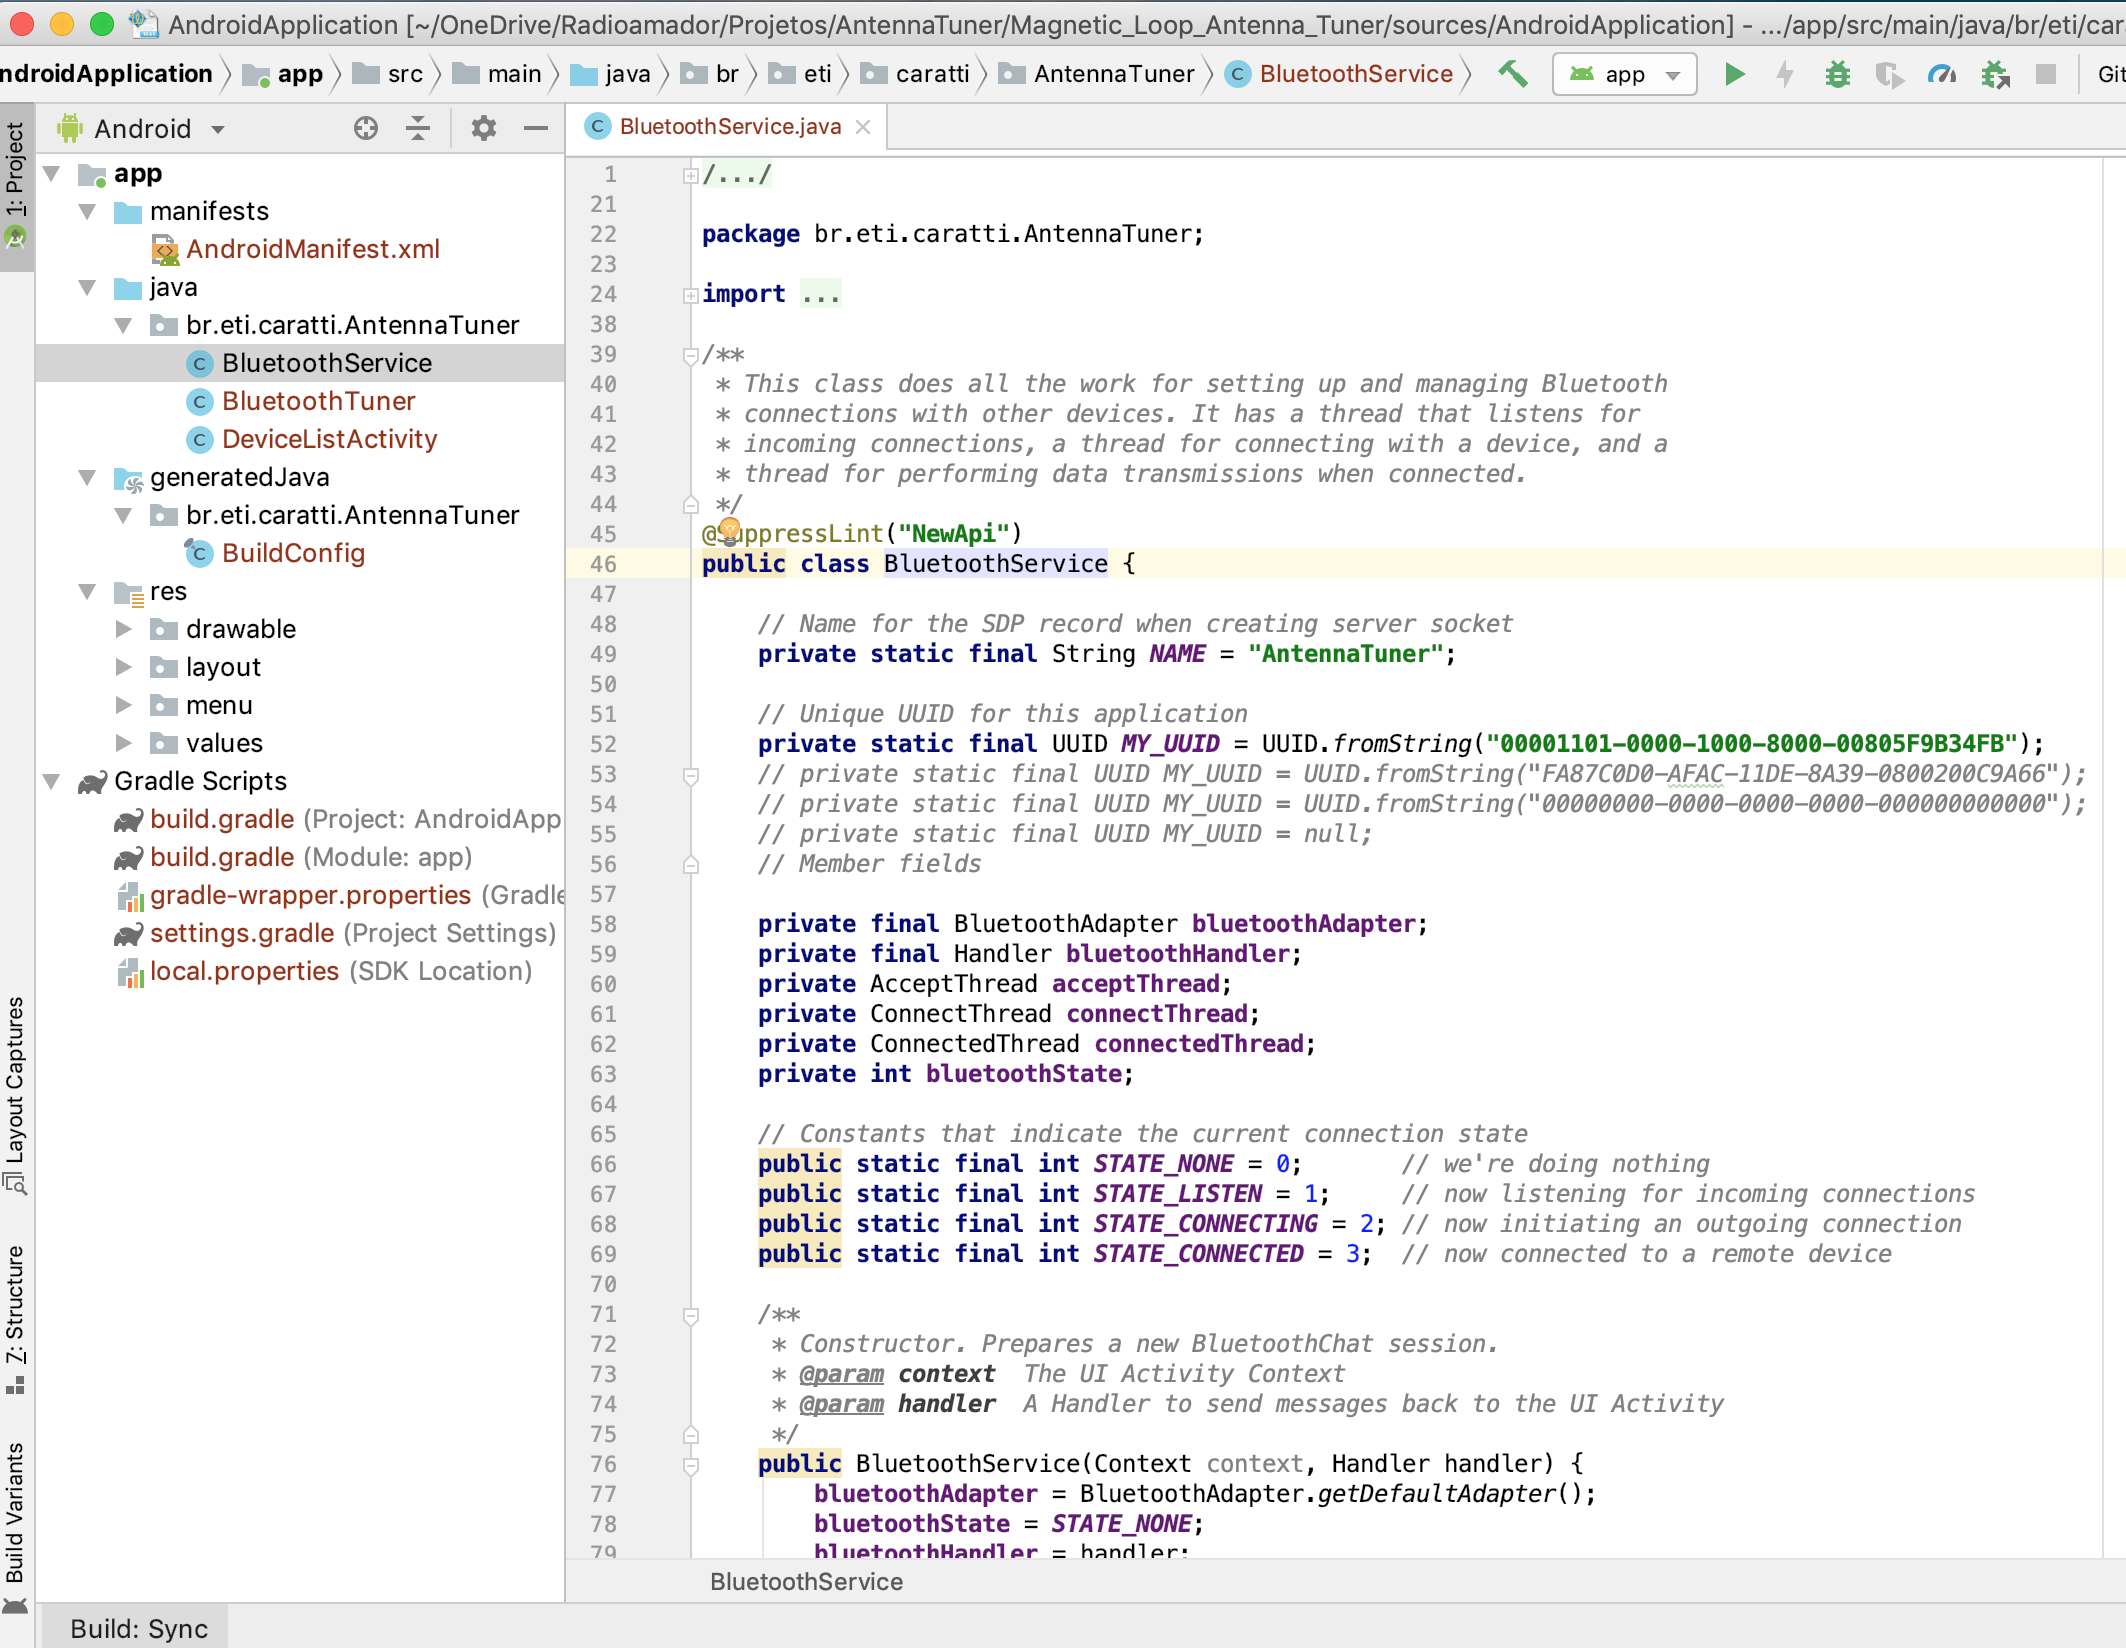 AndroidApplication [~/OneDrive/Radioamador/Projetos/AntennaTuner/Magnetic_Loop_Antenna_Tuner/sources/AndroidApplication] - .../app/src/main/java/br/eti/car
ndroidApplication app src main java br eti caratti AntennaTuner BluetoothService app Git
1: Project
Android
BluetoothService.java
app
manifests
AndroidManifest.xml
java
br.eti.caratti.AntennaTuner
BluetoothService
BluetoothTuner
DeviceListActivity
generatedJava
br.eti.caratti.AntennaTuner
BuildConfig
res
drawable
layout
menu
values
Gradle Scripts
build.gradle (Project: AndroidApp
build.gradle (Module: app)
gradle-wrapper.properties (Gradle
settings.gradle (Project Settings)
local.properties (SDK Location)
Layout Captures
7: Structure
Build Variants
1 /.../
21
22 package br.eti.caratti.AntennaTuner;
23
24 import ...
38
39 /**
40 * This class does all the work for setting up and managing Bluetooth
41 * connections with other devices. It has a thread that listens for
42 * incoming connections, a thread for connecting with a device, and a
43 * thread for performing data transmissions when connected.
44 */
45 @SuppressLint("NewApi")
46 public class BluetoothService {
47
48 // Name for the SDP record when creating server socket
49 private static final String NAME = "AntennaTuner";
50
51 // Unique UUID for this application
52 private static final UUID MY_UUID = UUID.fromString("00001101-0000-1000-8000-00805F9B34FB");
53 // private static final UUID MY_UUID = UUID.fromString("FA87C0D0-AFAC-11DE-8A39-0800200C9A66");
54 // private static final UUID MY_UUID = UUID.fromString("00000000-0000-0000-0000-000000000000");
55 // private static final UUID MY_UUID = null;
56 // Member fields
57
58 private final BluetoothAdapter bluetoothAdapter;
59 private final Handler bluetoothHandler;
60 private AcceptThread acceptThread;
61 private ConnectThread connectThread;
62 private ConnectedThread connectedThread;
63 private int bluetoothState;
64
65 // Constants that indicate the current connection state
66 public static final int STATE_NONE = 0; // we're doing nothing
67 public static final int STATE_LISTEN = 1; // now listening for incoming connections
68 public static final int STATE_CONNECTING = 2; // now initiating an outgoing connection
69 public static final int STATE_CONNECTED = 3; // now connected to a remote device
70
71 /**
72 * Constructor. Prepares a new BluetoothChat session.
73 * @param context The UI Activity Context
74 * @param handler A Handler to send messages back to the UI Activity
75 */
76 public BluetoothService(Context context, Handler handler) {
77 bluetoothAdapter = BluetoothAdapter.getDefaultAdapter();
78 bluetoothState = STATE_NONE;
79 bluetoothHandler = handler;
BluetoothService
Build: Sync